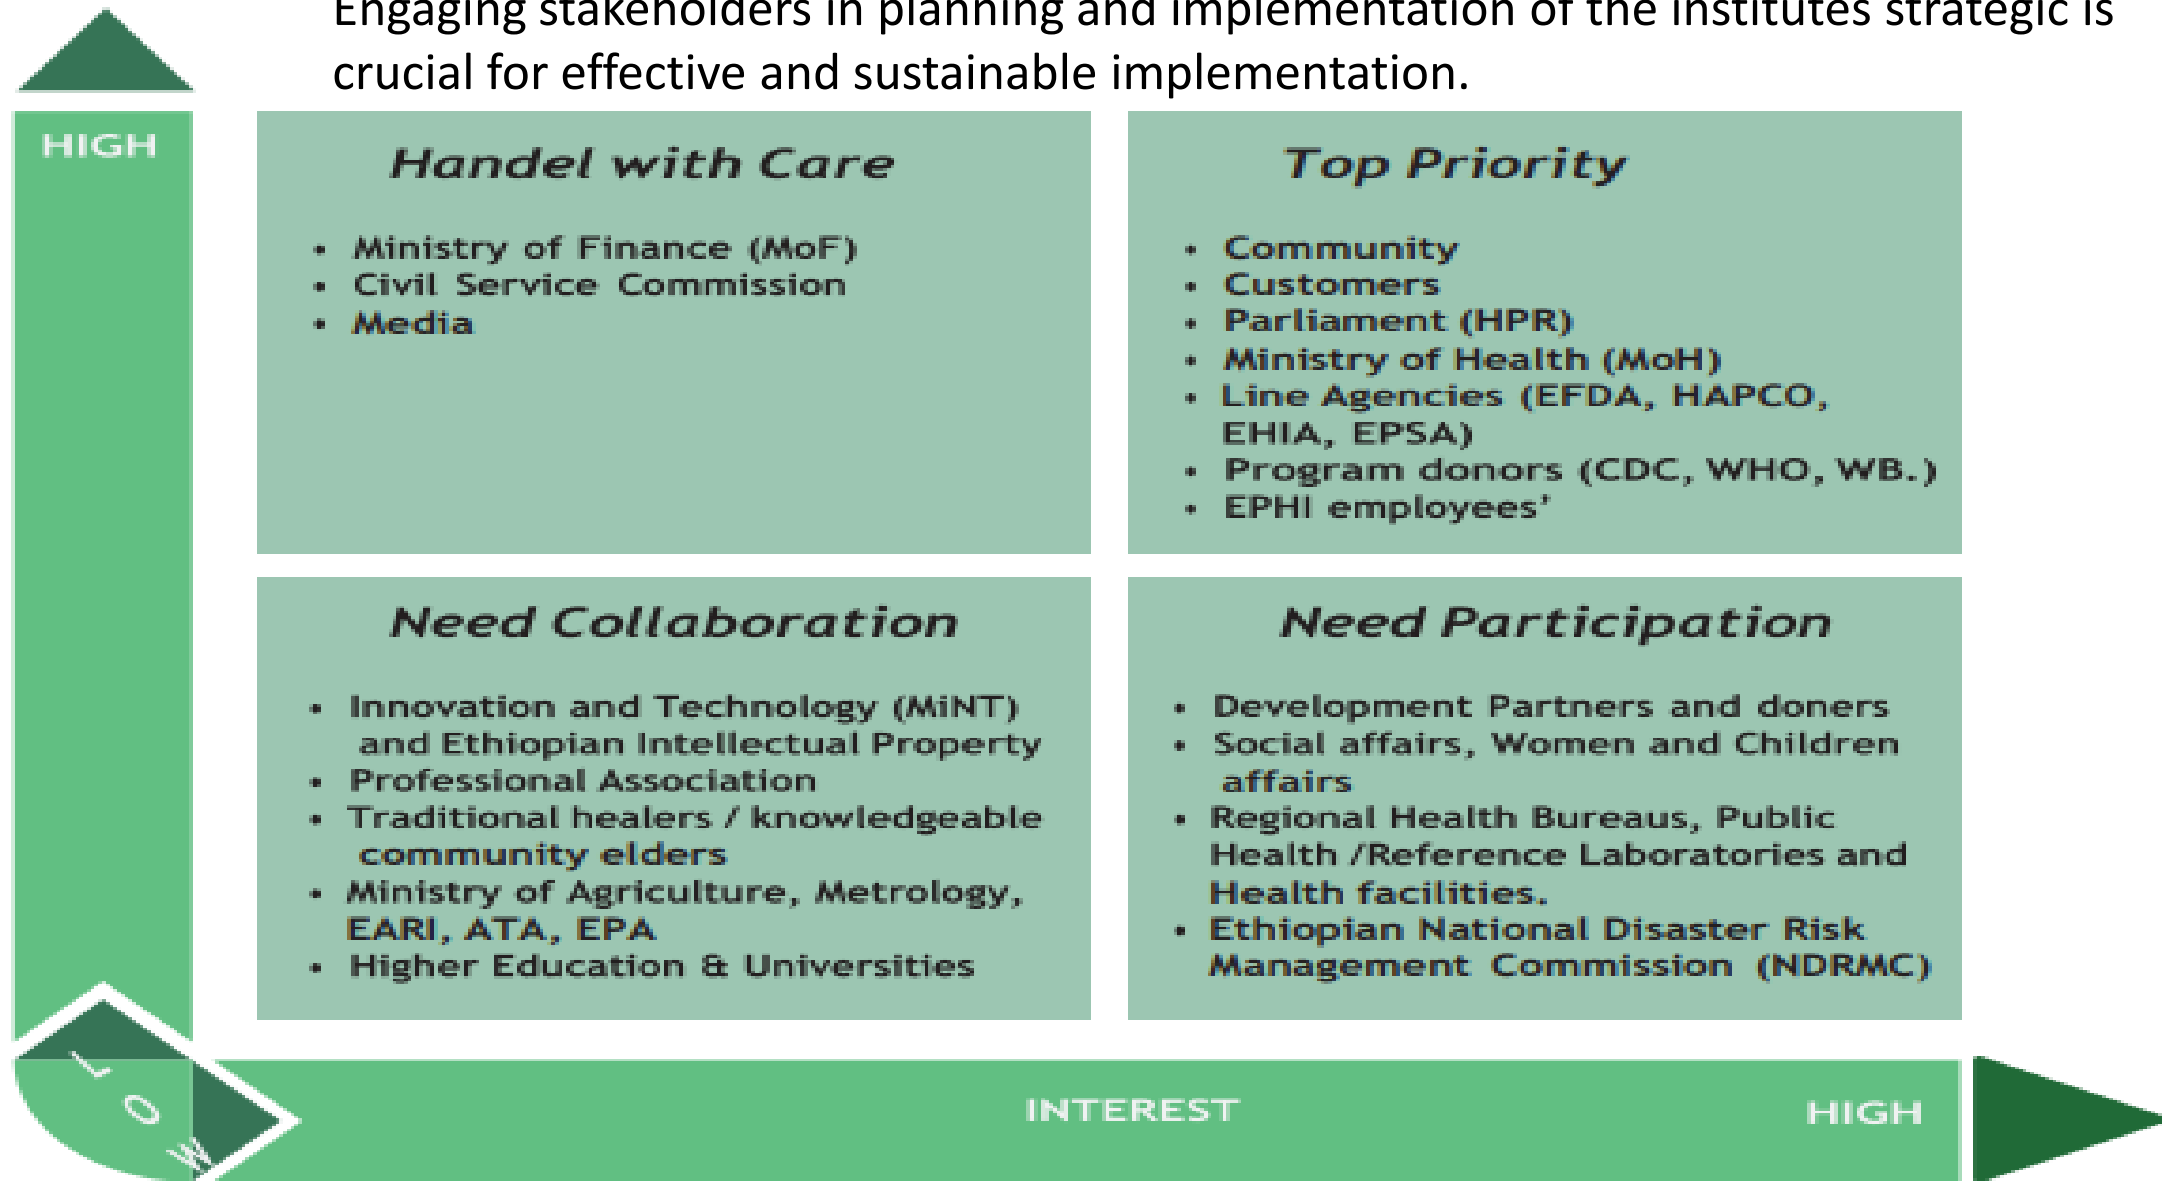 Engaging stakeholders in planning and implementation of the institutes strategic is
crucial for effective and sustainable implementation.
HIGH
Handel with Care
• Ministry of Finance (MoF)
• Civil Service Commission
• Media
Top Priority
• Community
• Customers
• Parliament (HPR)
• Ministry of Health (MoH)
• Line Agencies (EFDA, HAPCO,
EHIA, EPSA)
• Program donors (CDC, WHO, WB.)
• EPHI employees’
Need Collaboration
• Innovation and Technology (MiNT)
and Ethiopian Intellectual Property
• Professional Association
• Traditional healers / knowledgeable
community elders
• Ministry of Agriculture, Metrology,
EARI, ATA, EPA
• Higher Education & Universities
Need Participation
• Development Partners and doners
• Social affairs, Women and Children
affairs
• Regional Health Bureaus, Public
Health /Reference Laboratories and
Health facilities.
• Ethiopian National Disaster Risk
Management Commission (NDRMC)
LOW
INTEREST
HIGH